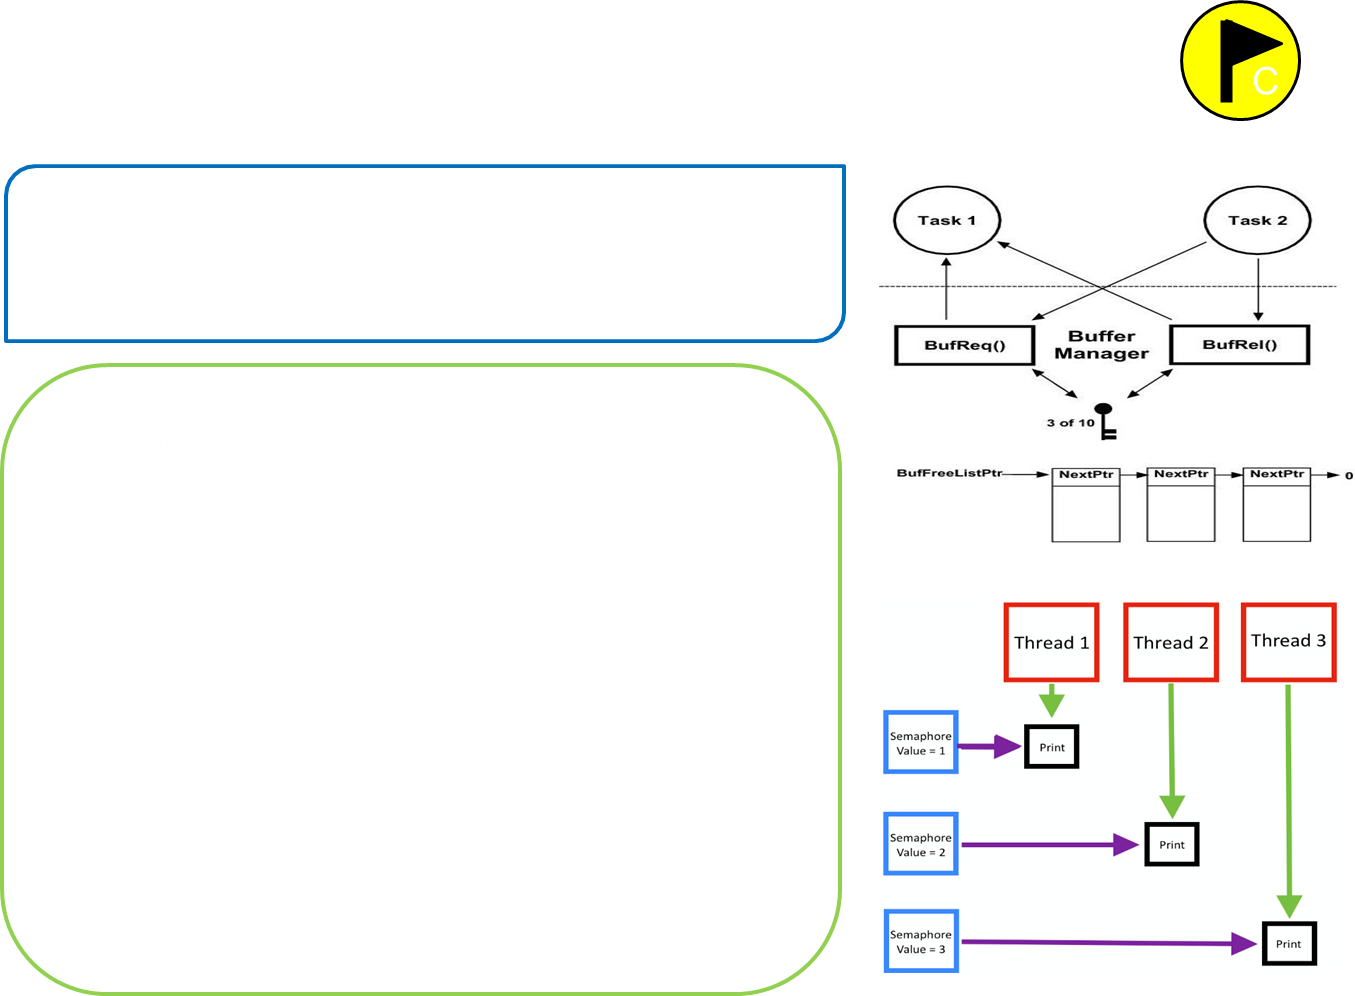 C
Task 1
Task 2
BufReq()
Buffer
Manager
BufRel()
3 of 10
BufFreeListPtr
NextPtr
NextPtr
NextPtr
0
Thread 1
Thread 2
Thread 3
Semaphore
Value = 1
Print
Semaphore
Value = 2
Print
Semaphore
Value = 3
Print